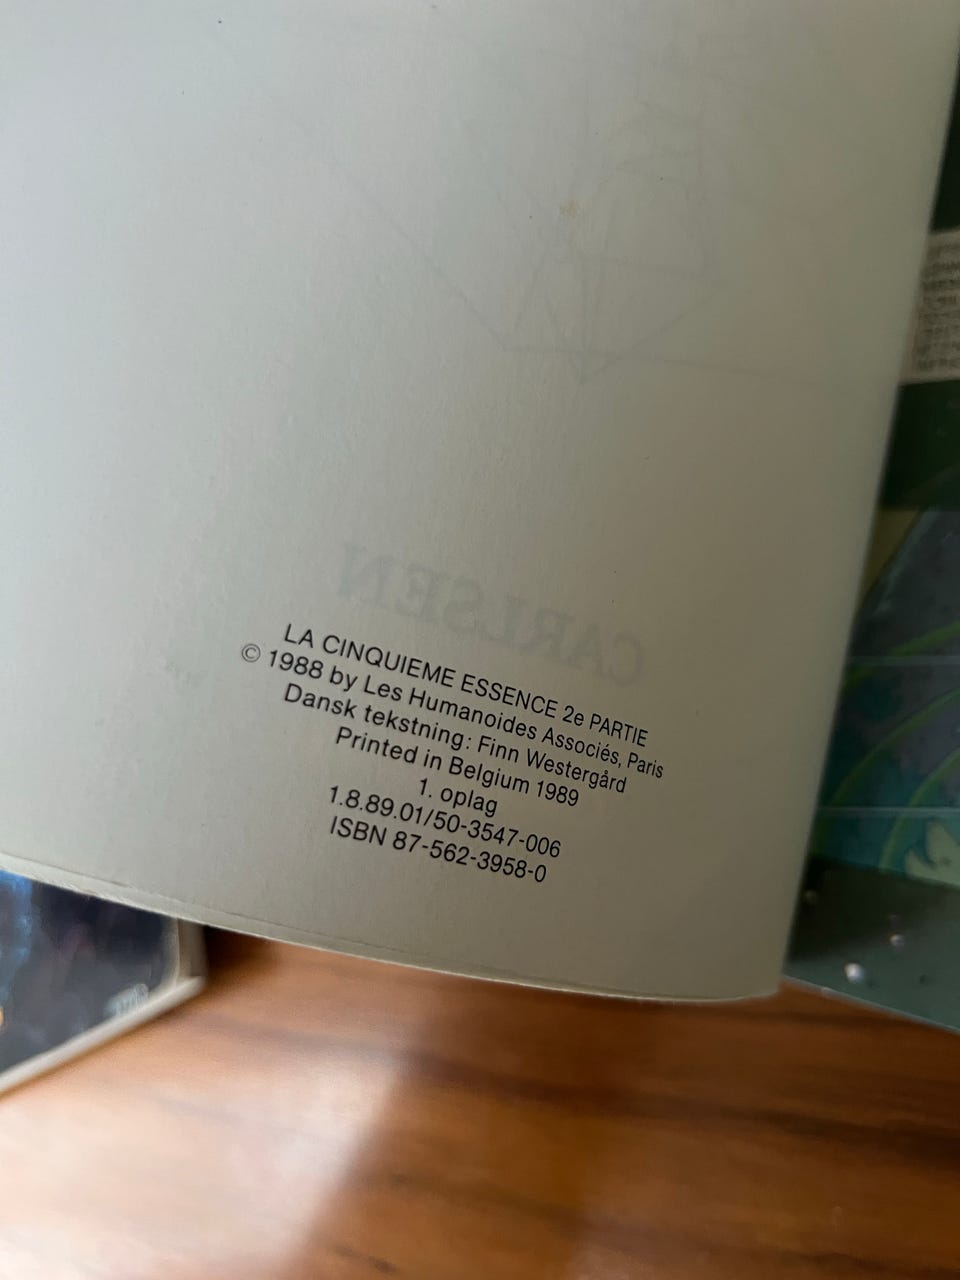 CARLSEN
LA CINQUIEME ESSENCE 2e PARTIE
© 1988 by Les Humanoides Associés, Paris
Dansk tekstning: Finn Westergård
Printed in Belgium 1989
1. oplag
1.8.89.01/50-3547-006
ISBN 87-562-3958-0